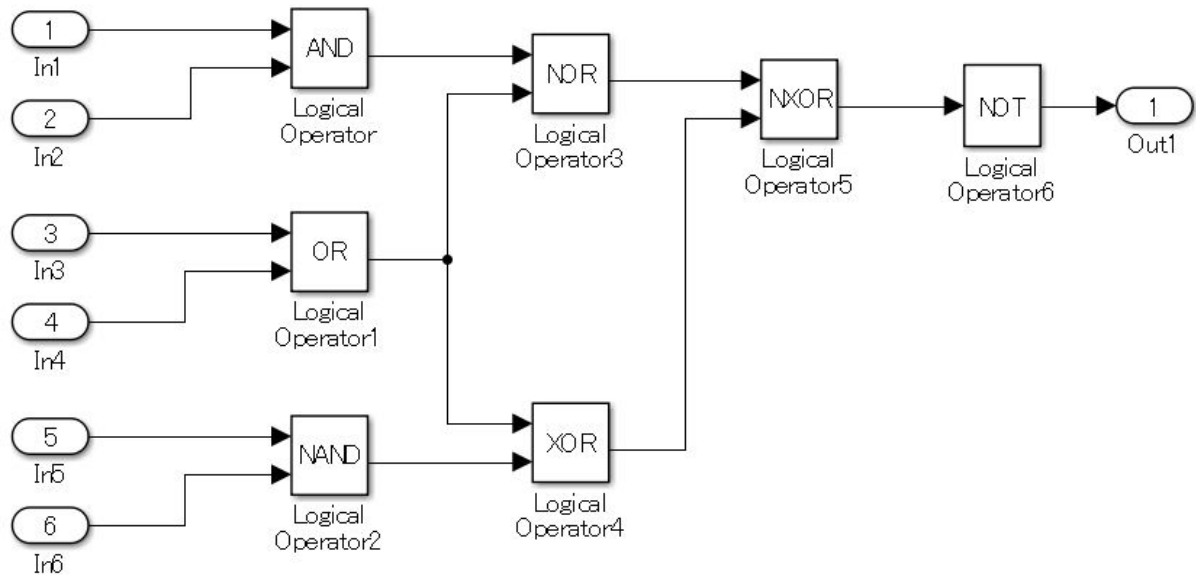 1
In1
2
In2
AND
Logical
Operator
NOR
Logical
Operator3
NXOR
Logical
Operator5
NOT
Logical
Operator6
1
Out1
3
In3
4
In4
OR
Logical
Operator1
5
In5
6
In6
NAND
Logical
Operator2
XOR
Logical
Operator4